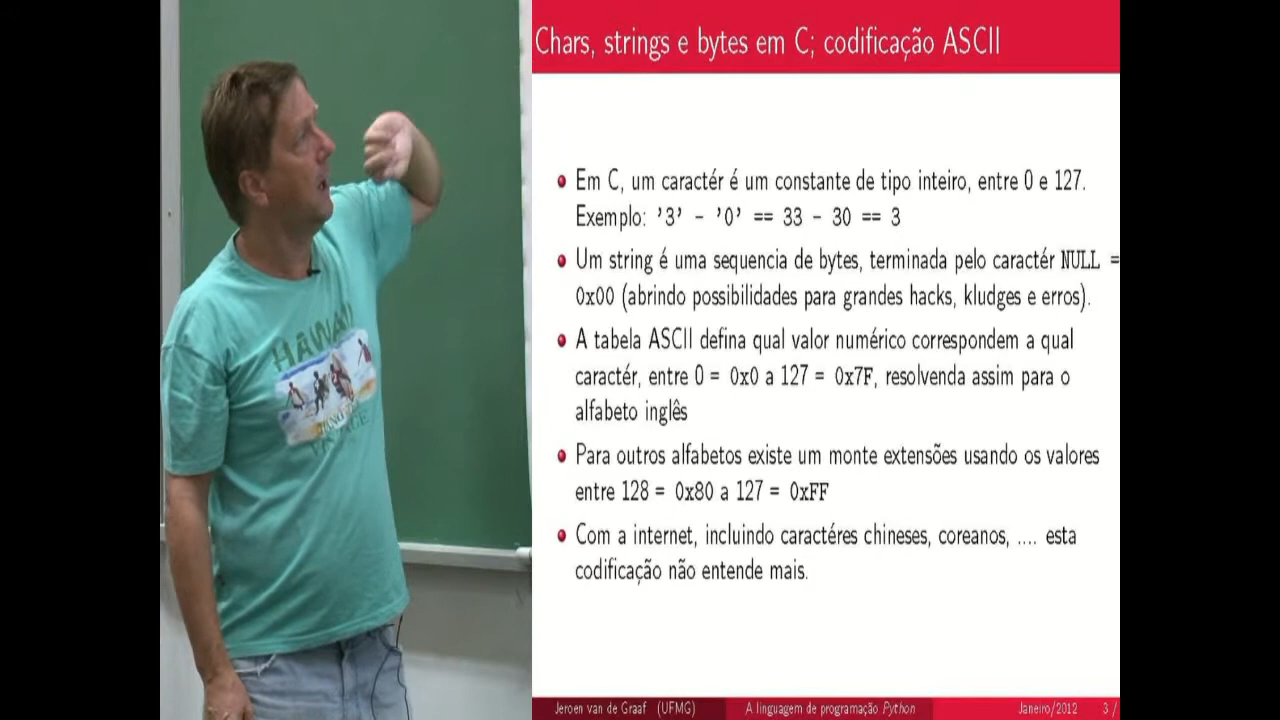 Chars, strings e bytes em C; codificação ASCII
Em C, um caractér é um constante de tipo inteiro, entre 0 e 127.
Exemplo: '3' - '0' == 33 - 30 == 3
Um string é uma sequencia de bytes, terminada pelo caractér NULL =
0x00 (abrindo possibilidades para grandes hacks, kludges e erros).
A tabela ASCII defina qual valor numérico correspondem a qual
caractér, entre 0 = 0x0 a 127 = 0x7F, resolvenda assim para o
alfabeto inglês
Para outros alfabetos existe um monte extensões usando os valores
entre 128 = 0x80 a 127 = 0xFF
Com a internet, incluindo caractéres chineses, coreanos, .... esta
codificação não entende mais.
HAWAII
Jeroen van de Graaf (UFMG) A linguagem de programação Python Janeiro/2012 3 /